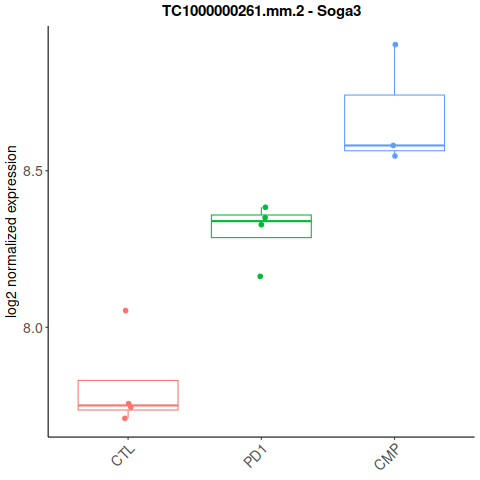 TC1000000261.mm.2 - Soga3
log2 normalized expression
8.5
8.0
CTL
PD1
CMP